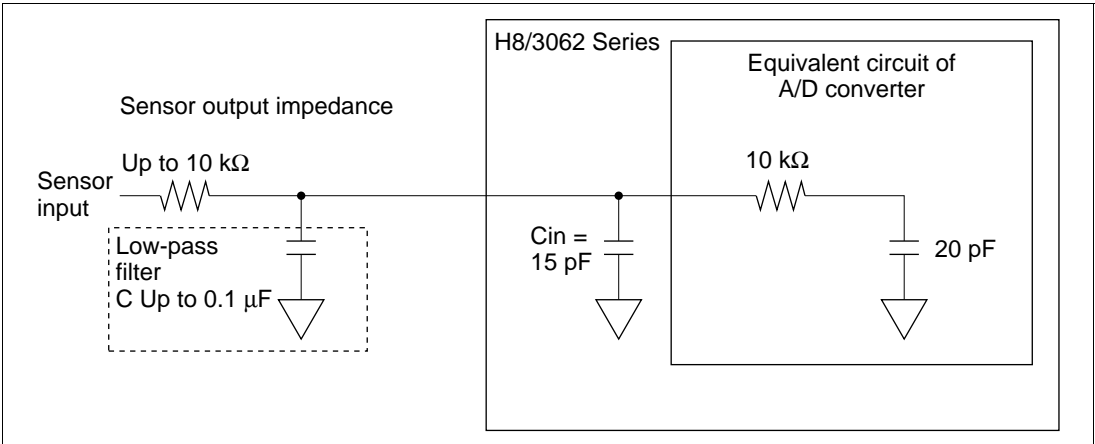 H8/3062 Series
Equivalent circuit of
A/D converter
Sensor output impedance
Up to 10 kΩ
10 kΩ
Sensor
input
Low-pass
filter
C Up to 0.1 μF
Cin =
15 pF
20 pF